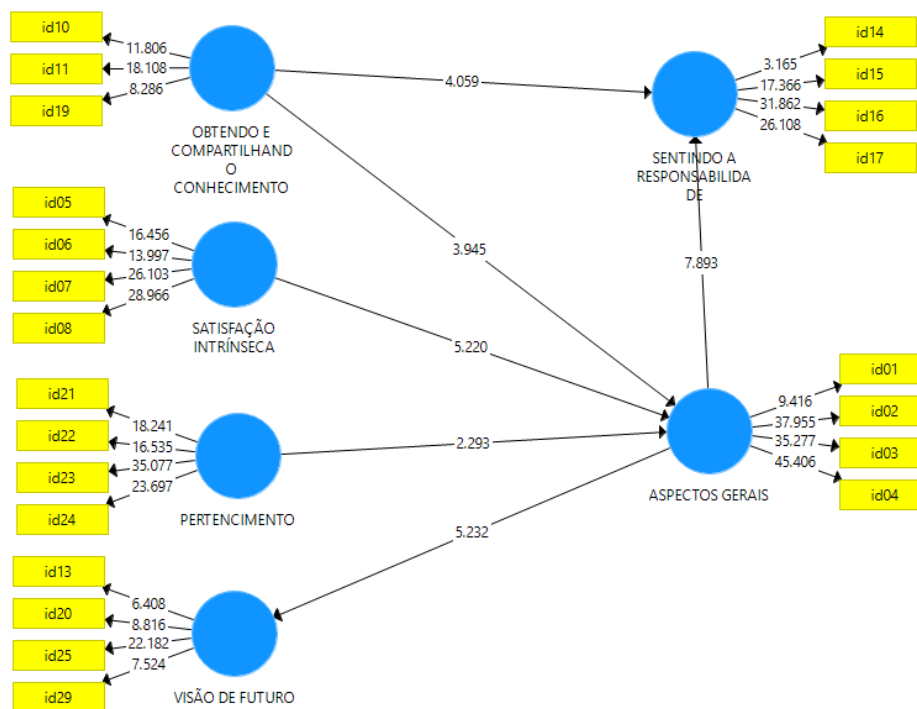 id10
id11
id19
11.806
18.108
8.286
OBTENDO E
COMPARTILHAND
O
CONHECIMENTO
4.059
3.945
id14
id15
id16
id17
3.165
17.366
31.862
26.108
SENTINDO A
RESPONSABILIDA
DE
7.893
id05
id06
id07
id08
16.456
13.997
26.103
28.966
SATISFAÇÃO
INTRÍNSECA
5.220
id21
id22
id23
id24
18.241
16.535
35.077
23.697
PERTENCIMENTO
2.293
id01
id02
id03
id04
9.416
37.955
35.277
45.406
ASPECTOS GERAIS
5.232
id13
id20
id25
id29
6.408
8.816
22.182
7.524
VISÃO DE FUTURO